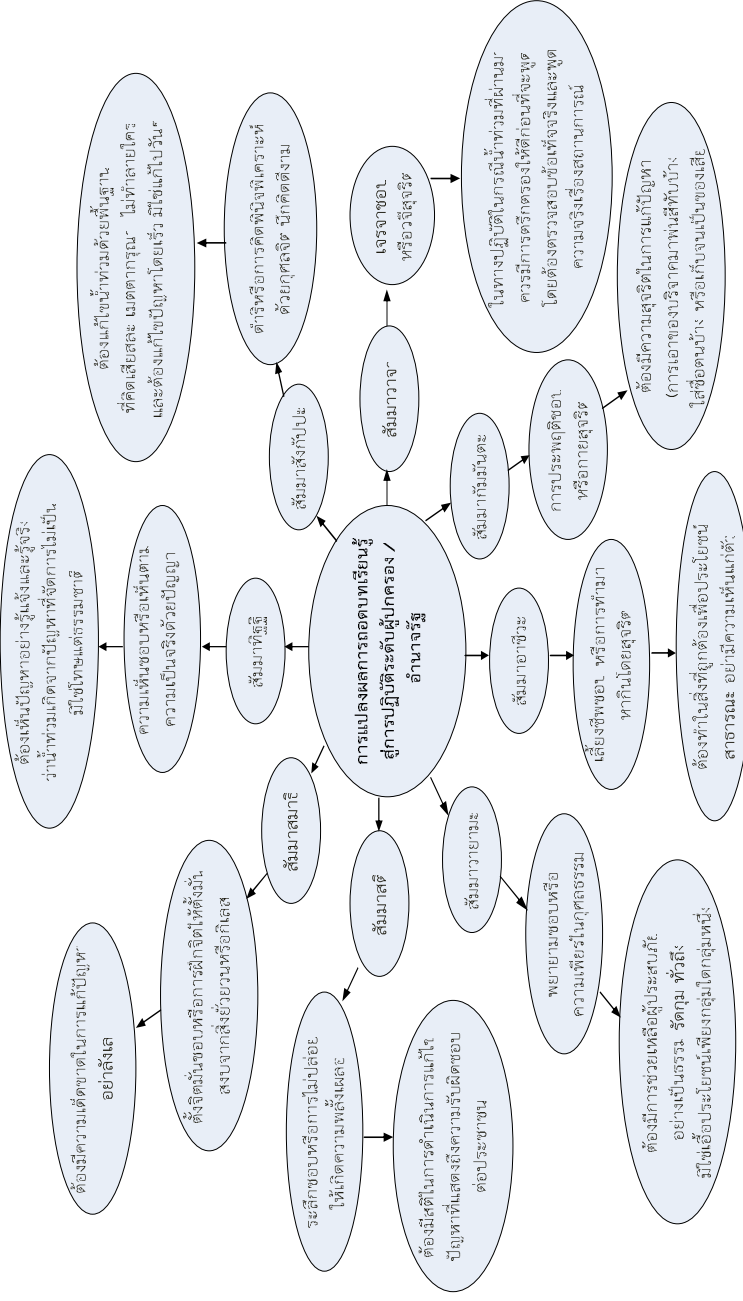 การแปลงผลการถอดบทเรียนรู้
สู่การปฏิบัติระดับผู้ปกครอง /
อำนาจรัฐ
สัมมาทิฐฐิ
ความเห็นชอบหรือเห็นตาม
ความเป็นจริงด้วยปัญญา
ต้องเห็นปัญหาอย่างรู้แจ้งและรู้จริง
ว่าน้ำท่วมเกิดจากปัญหาที่จัดการไม่เป็น
มิใช่โทษแต่ธรรมชาติ
สัมมาสังกัปปะ
ดำริหรือการคิดพินิจพิเคราะห์
ด้วยกุศลจิต นึกคิดดีงาม
ต้องแก้ไขน้ำท่วมด้วยพื้นฐาน
ที่คิดเสียสละ เมตตากรุณา ไม่ทำลายใคร
และต้องแก้ไขปัญหาโดยเร็ว มิใช่แก้ไปวันๆ
สัมมาวาจา
เจรจาชอบ
หรือวจีสุจริต
ในทางปฏิบัติในกรณีน้ำท่วมที่ผ่านมา
ควรมีการตริกตรองให้ดีก่อนที่จะพูด
โดยต้องตรวจสอบข้อเท็จจริงและพูด
ความจริงเรื่องสถานการณ์
สัมมากัมมันตะ
การประพฤติชอบ
หรือกายสุจริต
ต้องมีความสุจริตในการแก้ปัญหา
(การเอาของบริจาคมาพ่นสีทับบ้าง
ใส่ชื่อตนบ้าง หรือเก็บจนเป็นของเสีย
สัมมาอาชีวะ
เลี้ยงชีพชอบ หรือการทำมา
หากินโดยสุจริต
ต้องทำในสิ่งที่ถูกต้องเพื่อประโยชน์
สาธารณะ อย่ามีความเห็นแก่ตัว
สัมมาวายามะ
พยายามชอบหรือ
ความเพียรในกุศลธรรม
ต้องมีการช่วยเหลือผู้ประสบภัย
อย่างเป็นธรรม รัดกุม ทั่วถึง
มิใช่เอื้อประโยชน์เพียงกลุ่มใดกลุ่มหนึ่ง
สัมมาสติ
ระลึกชอบหรือการไม่ปล่อย
ให้เกิดความพลั้งเผลอ
ต้องมีสติในการดำเนินการแก้ไข
ปัญหาที่แสดงถึงความรับผิดชอบ
ต่อประชาชน
สัมมาสมาธิ
ตั้งจิตมั่นชอบหรือการฝึกจิตให้ตั้งมั่น
สงบจากสิ่งยั่วยวนหรือกิเลส
ต้องมีความเด็ดขาดในการแก้ปัญหา
อย่าลังเล